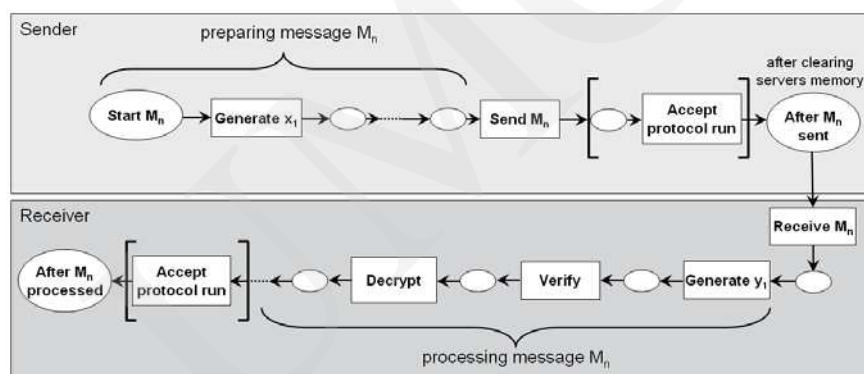 Sender
preparing message Mₙ
after clearing
servers memory
Start Mₙ
Generate x₁
Send Mₙ
Accept
protocol run
After Mₙ
sent
Receiver
Receive Mₙ
After Mₙ
processed
Accept
protocol run
Decrypt
Verify
Generate y₁
processing message Mₙ